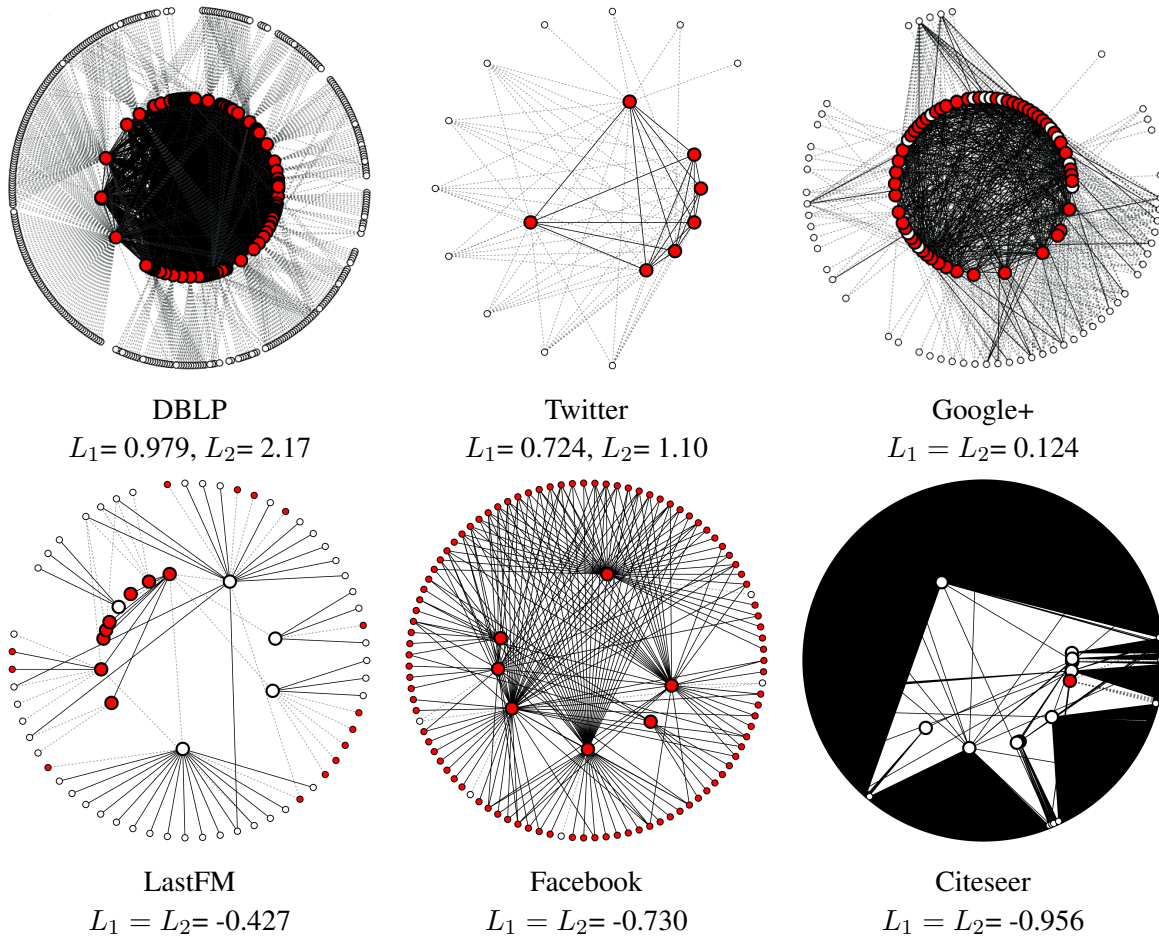 DBLP
L₁= 0.979, L₂= 2.17
Twitter
L₁= 0.724, L₂= 1.10
Google+
L₁ = L₂= 0.124
LastFM
L₁ = L₂= -0.427
Facebook
L₁ = L₂= -0.730
Citeseer
L₁ = L₂= -0.956